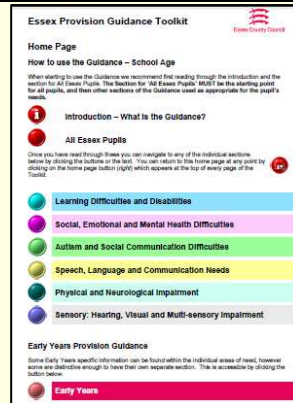 Essex Provision Guidance Toolkit
Essex County Council
Home Page
How to use the Guidance – School Age
When starting to use the Guidance we recommend first reading through the introduction and the
section for All Essex Pupils. The Section for 'All Essex Pupils' MUST be the starting point
for all pupils, and then other sections of the Guidance used as appropriate for the pupil's
needs.
Introduction – What is the Guidance?
All Essex Pupils
Once you have read through these you can navigate to any of the individual sections
below by clicking the buttons or the text. You can return to this home page at any point by
clicking on the home page button (right) which appears at the top of every page of the
Toolkit.
Learning Difficulties and Disabilities
Social, Emotional and Mental Health Difficulties
Autism and Social Communication Difficulties
Speech, Language and Communication Needs
Physical and Neurological Impairment
Sensory: Hearing, Visual and Multi-sensory Impairment
Early Years Provision Guidance
Some Early Years specific information can be found within the individual areas of need, however
some are distinctive enough to have their own separate section. This is accessible by clicking the
button below.
Early Years